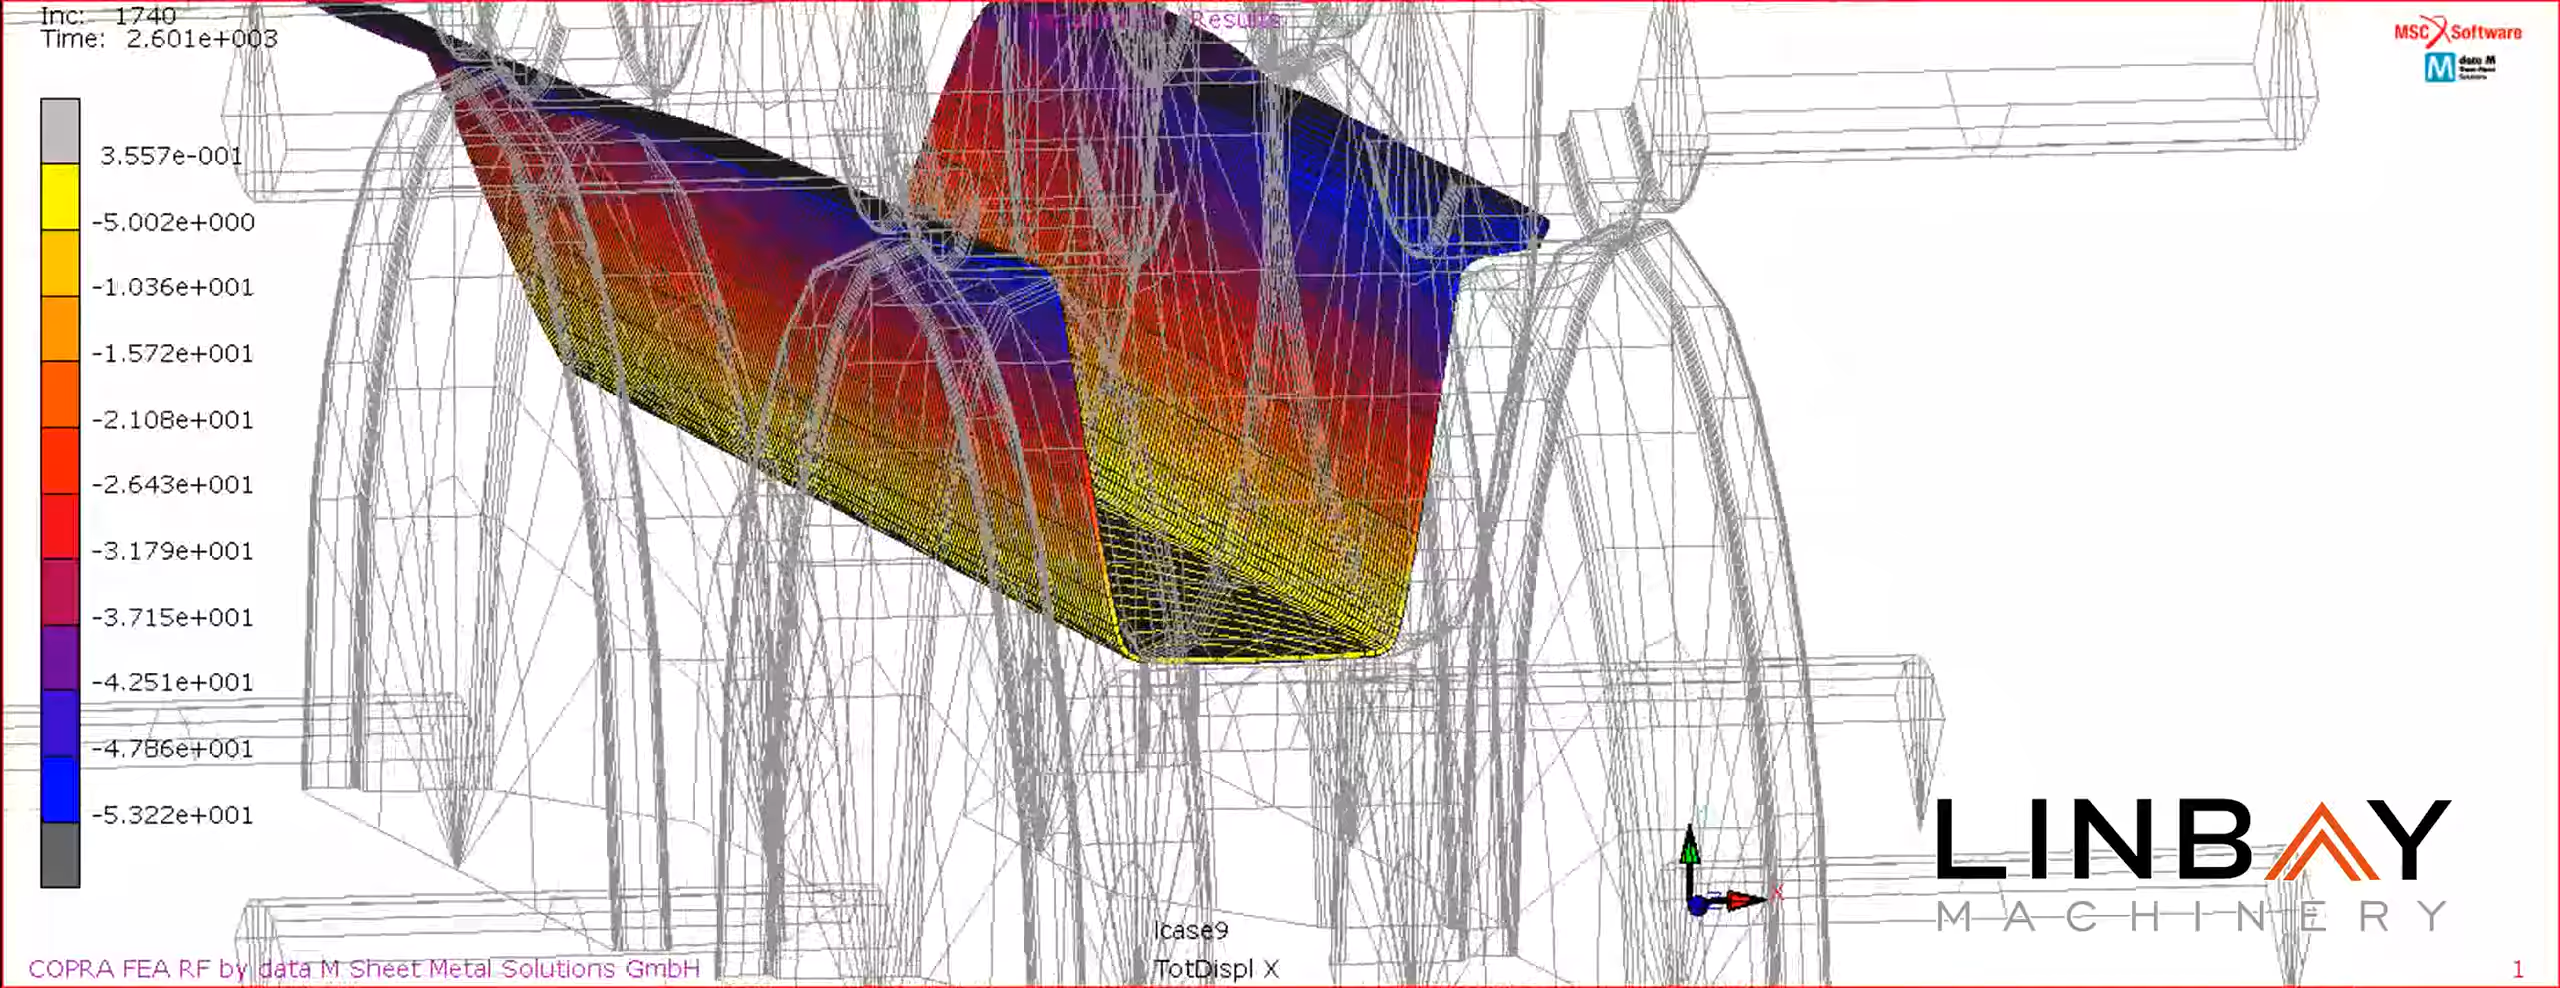 Inc: 1740
Time: 2.601e+003
Results
MSC Software
data M
3.557e-001
-5.002e+000
-1.036e+001
-1.572e+001
-2.108e+001
-2.643e+001
-3.179e+001
-3.715e+001
-4.251e+001
-4.786e+001
-5.322e+001
X
LINBAY
MACHINERY
lcase9
TotDispl X
COPRA FEA RF by data M Sheet Metal Solutions GmbH
1